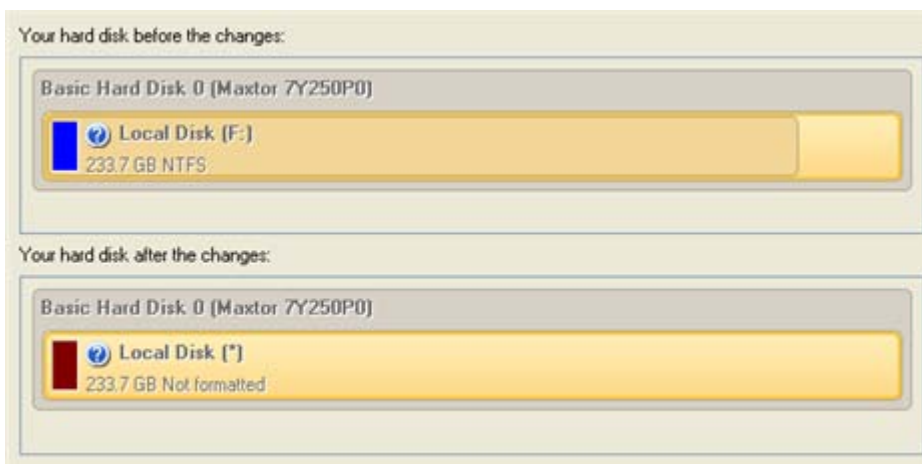 Your hard disk before the changes:
Basic Hard Disk 0 (Maxtor 7Y250P0)
Local Disk (F:)
233.7 GB NTFS
Your hard disk after the changes:
Basic Hard Disk 0 (Maxtor 7Y250P0)
Local Disk (*)
233.7 GB Not formatted